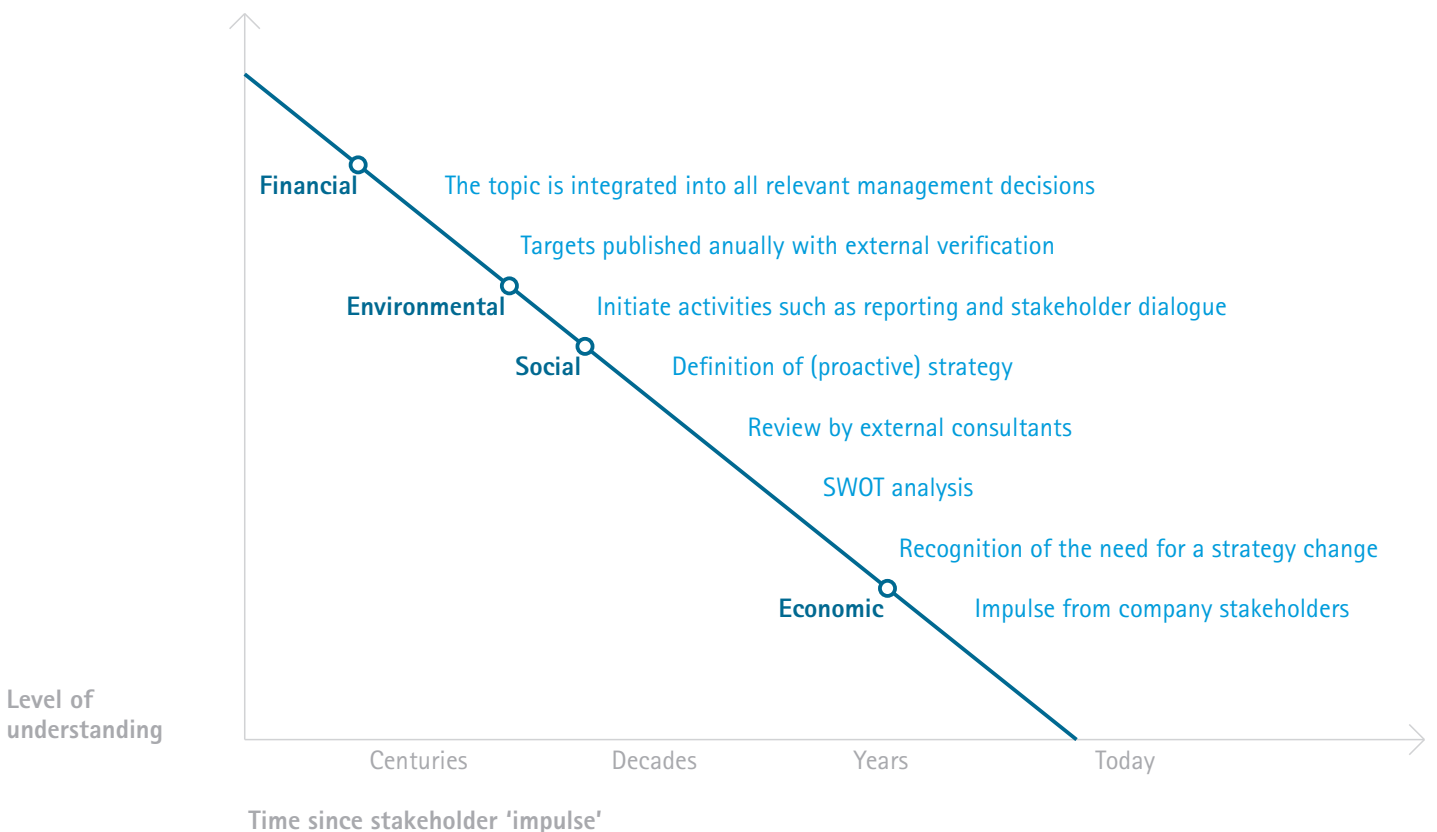 Financial
The topic is integrated into all relevant management decisions
Targets published anually with external verification
Environmental
Initiate activities such as reporting and stakeholder dialogue
Social
Definition of (proactive) strategy
Review by external consultants
SWOT analysis
Recognition of the need for a strategy change
Economic
Impulse from company stakeholders
Level of
understanding
Centuries
Decades
Years
Today
Time since stakeholder ‘impulse’